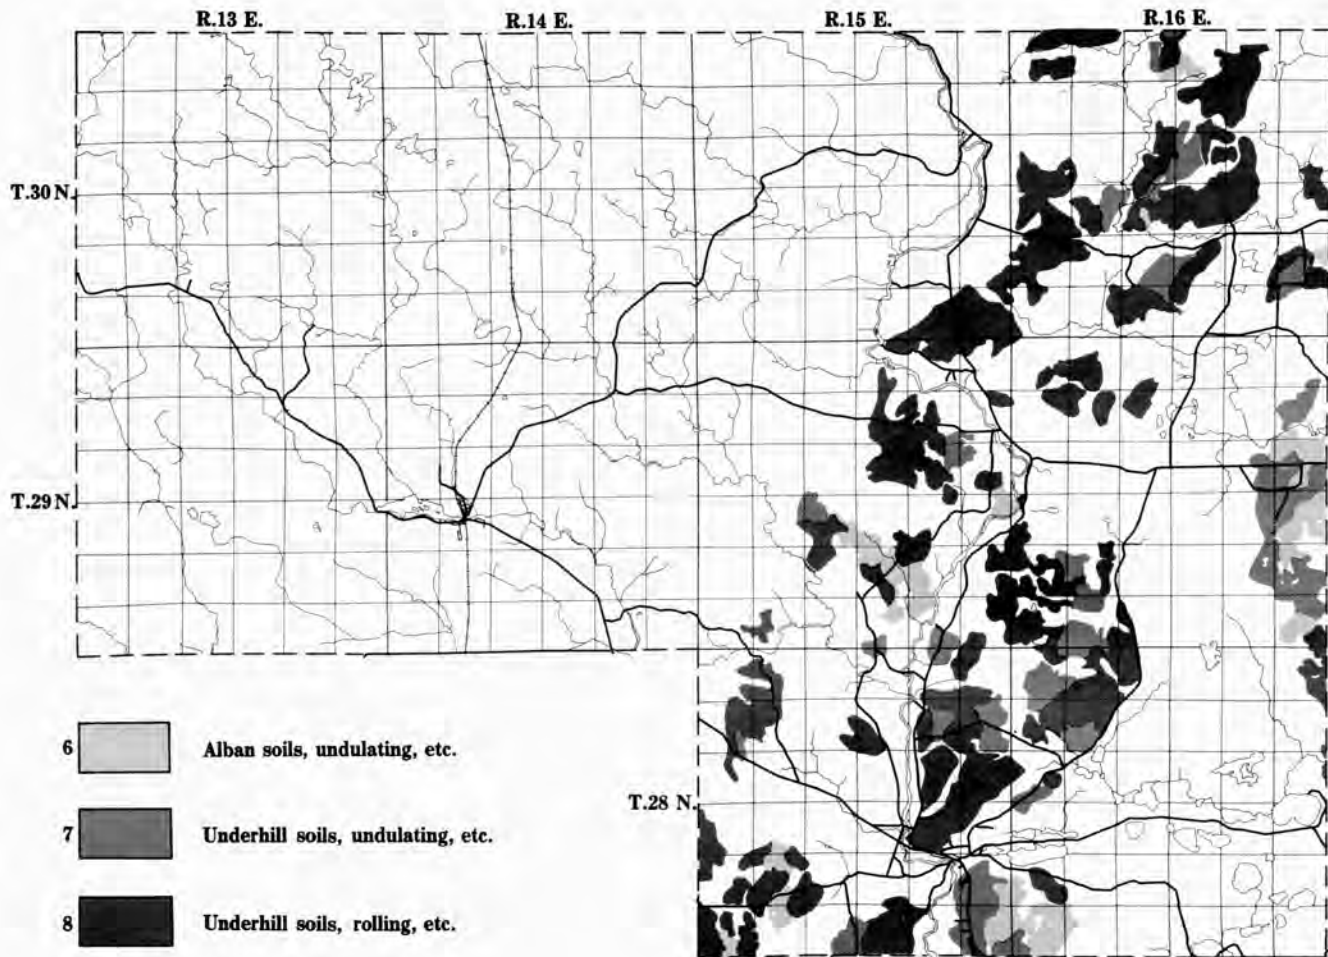 R.13 E. R.14 E. R.15 E. R.16 E.
T.30 N.
T.29 N.
T.28 N.
6 Alban soils, undulating, etc.
7 Underhill soils, undulating, etc.
8 Underhill soils, rolling, etc.